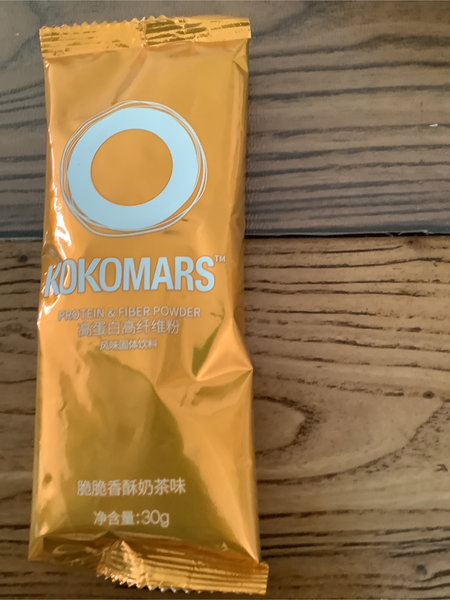 KOKOMARS™
PROTEIN & FIBER POWDER
高蛋白高纤维粉
风味固体饮料
脆脆香酥奶茶味
净含量:30g